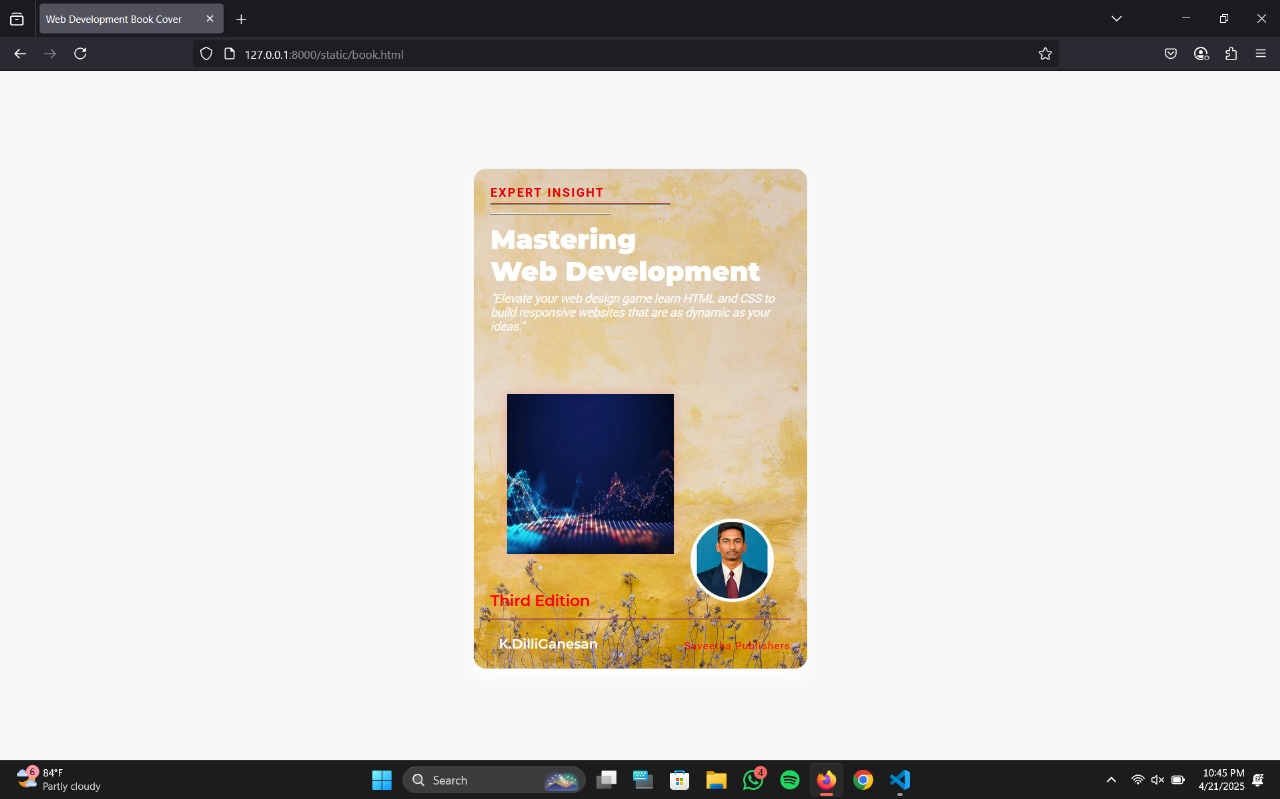 Web Development Book Cover
127.0.0.1:8000/static/book.html
EXPERT INSIGHT
Mastering
Web Development
"Elevate your web design game learn HTML and CSS to
build responsive websites that are as dynamic as your
ideas."
Third Edition
K.DilliGanesan
Saveetha Publishers
6
84°F
Partly cloudy
Search
4
10:45 PM
4/21/2025